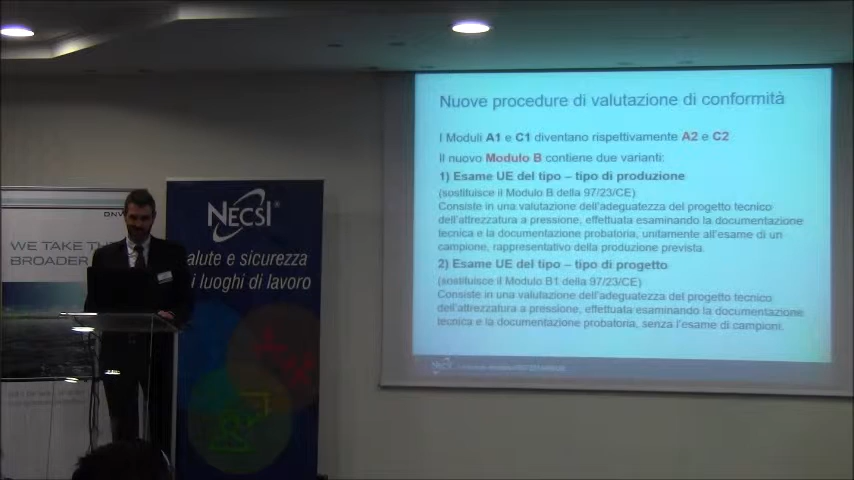 Nuove procedure di valutazione di conformità
I Moduli A1 e C1 diventano rispettivamente A2 e C2
Il nuovo Modulo B contiene due varianti:
1) Esame UE del tipo – tipo di produzione
(sostituisce il Modulo B della 97/23/CE)
Consiste in una valutazione dell'adeguatezza del progetto tecnico
dell'attrezzatura a pressione, effettuata esaminando la documentazione
tecnica e la documentazione probatoria, unitamente all'esame di un
campione, rappresentativo della produzione prevista.
2) Esame UE del tipo – tipo di progetto
(sostituisce il Modulo B1 della 97/23/CE)
Consiste in una valutazione dell'adeguatezza del progetto tecnico
dell'attrezzatura a pressione, effettuata esaminando la documentazione
tecnica e la documentazione probatoria, senza l'esame di campioni.
NECSI
DNV
WE TAKE THE
BROADER
NECSI®
alute e sicurezza
i luoghi di lavoro